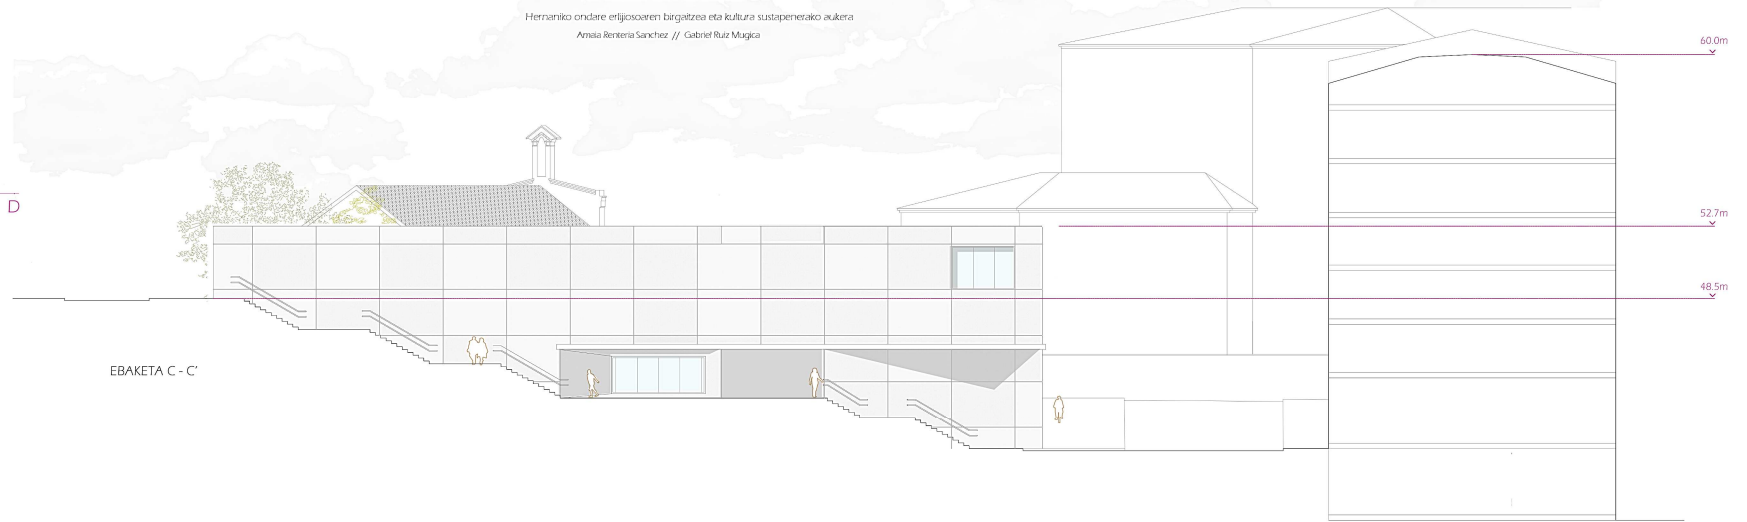 Hernaniko ondare erlijiosoaren birgaitzea eta kultura sustapenerako aukera
Amaia Renteria Sanchez // Gabriel Ruiz Mugica
60.0m
D
52.7m
48.5m
EBAKETA C - C'